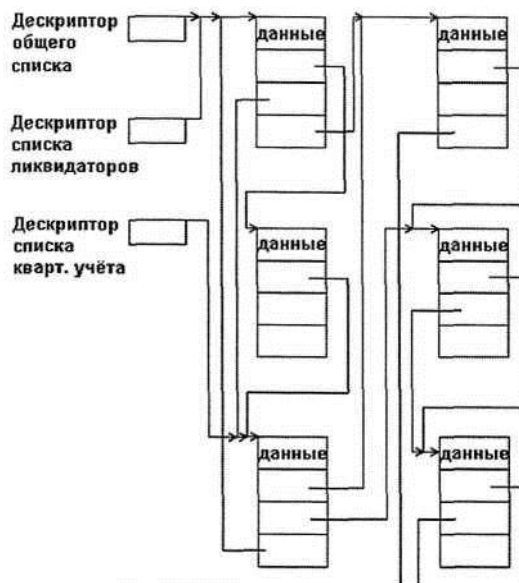 Дескриптор
общего
списка
данные
данные
Дескриптор
списка
ликвидаторов
Дескриптор
списка
кварт. учёта
данные
данные
данные
данные